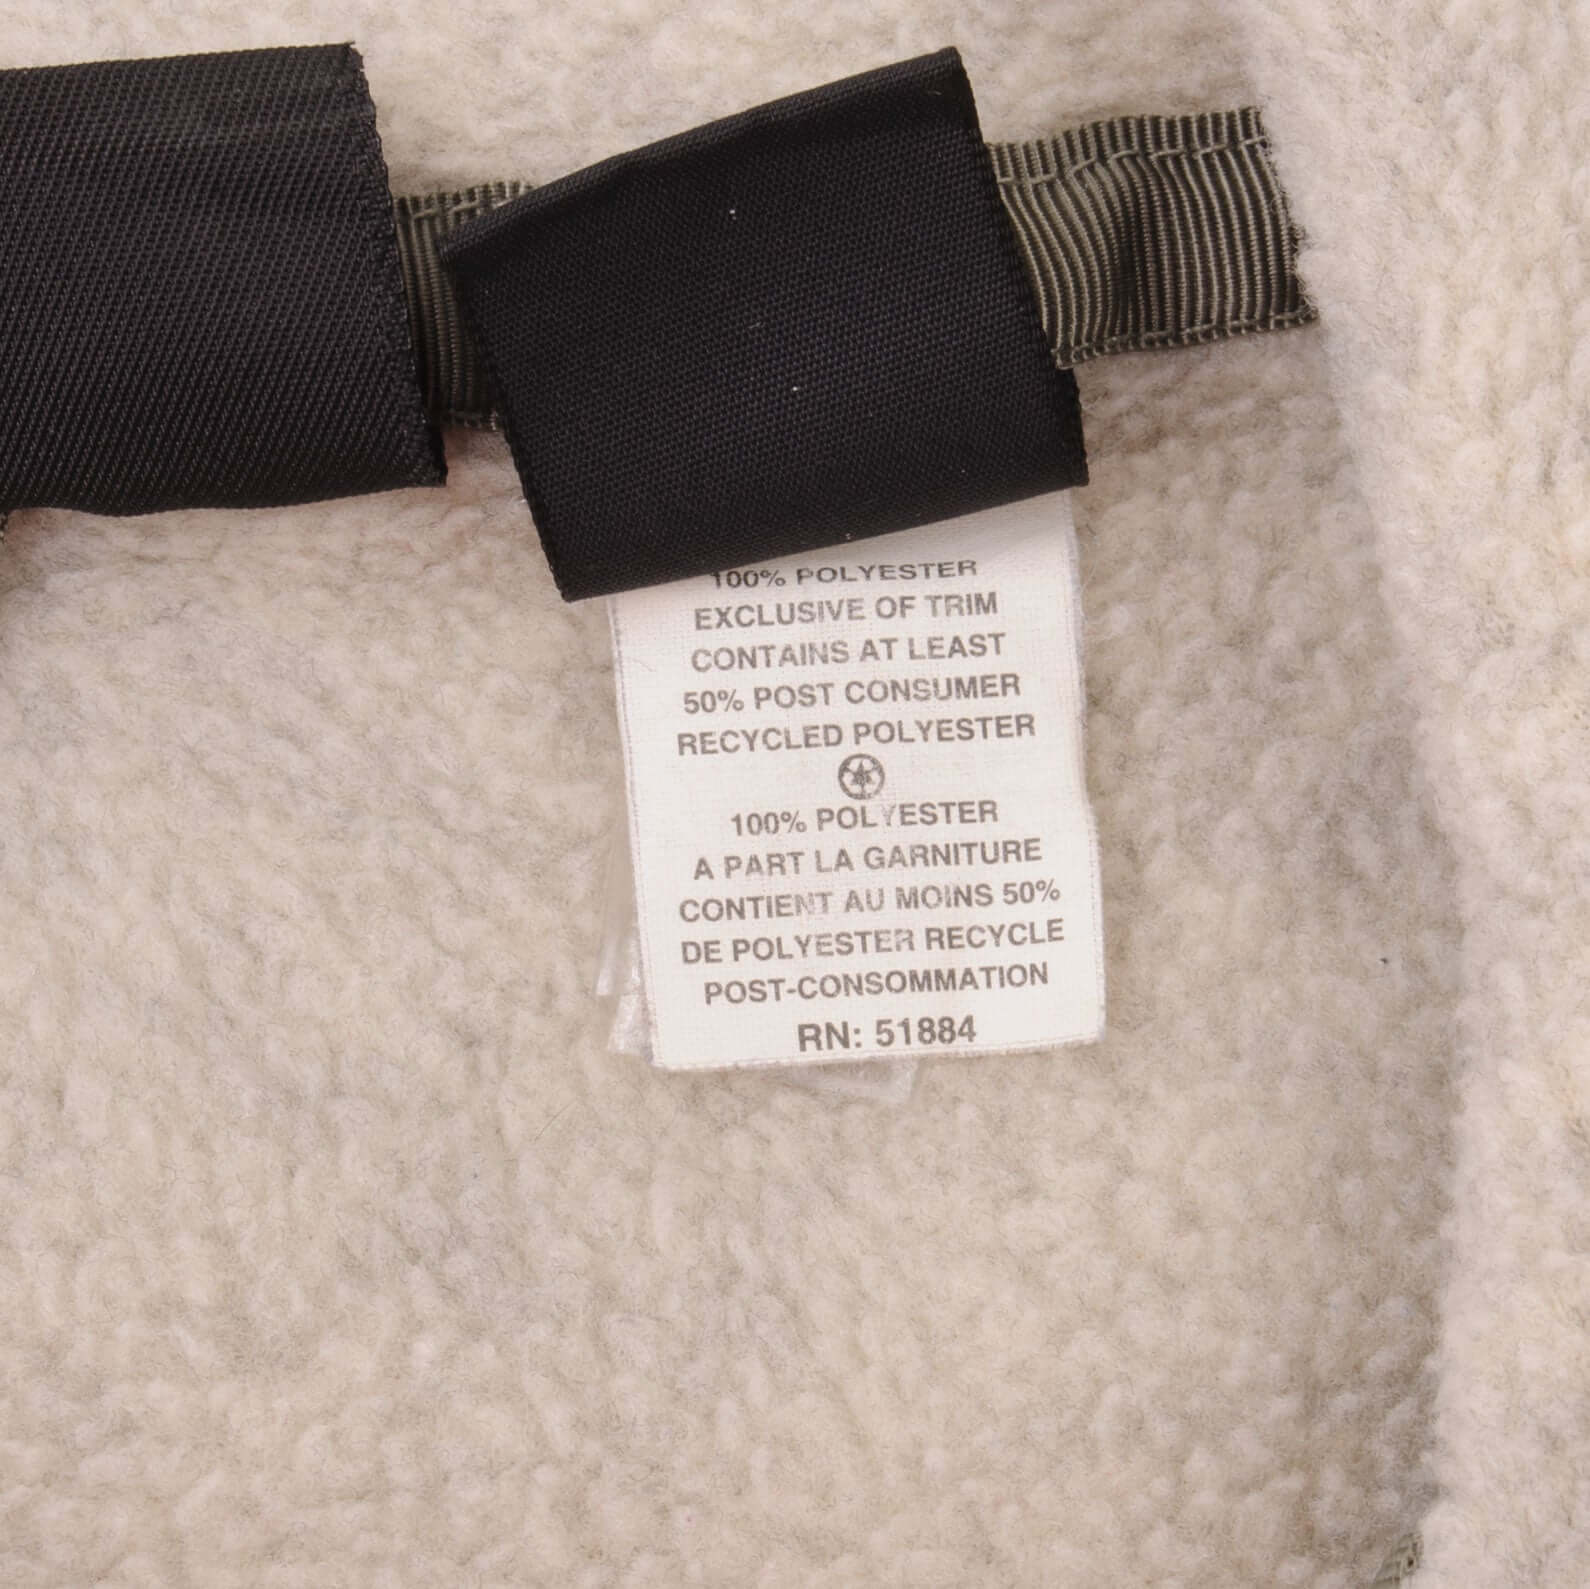 100% POLYESTER
EXCLUSIVE OF TRIM
CONTAINS AT LEAST
50% POST CONSUMER
RECYCLED POLYESTER
100% POLYESTER
A PART LA GARNITURE
CONTIENT AU MOINS 50%
DE POLYESTER RECYCLE
POST-CONSOMMATION
RN: 51884